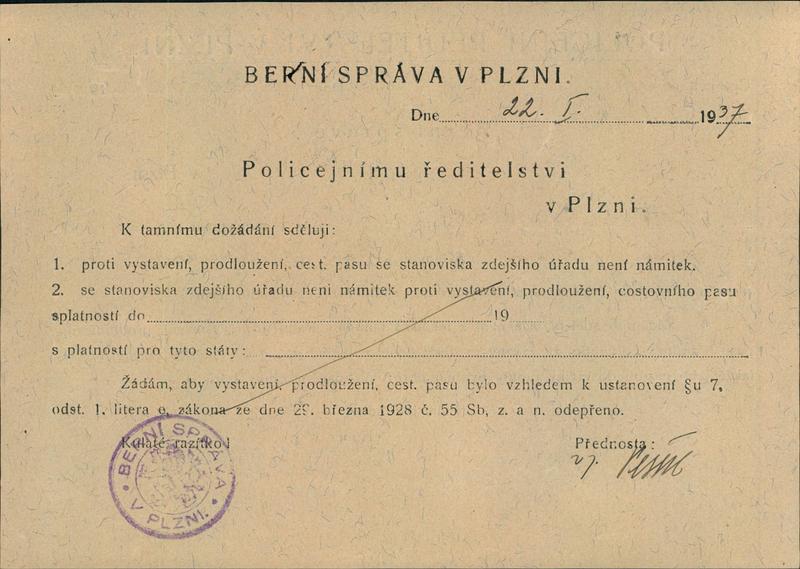 BERNÍ SPRÁVA V PLZNI.
Dne 22. I. 1937
Policejnímu ředitelstvi
v Plzni.
K tamnímu dožádání sděluji:
1. proti vystavení, prodloužení, cest. pasu se stanoviska zdejšího úřadu není námitek.
2. se stanoviska zdejšího úřadu neni námitek proti vystavení, prodloužení, costovního pasu
splatností do 19
s platností pro tyto státy:
Žádám, aby vystavení, prodloužení, cest. pasu bylo vzhledem k ustanovení §u 7,
odst. 1. litera e, zákona ze dne 29. března 1928 č. 55 Sb, z. a n. odepřeno.
Kulaté razítko:
Přednosta:
BERNÍ SPRÁVA V PLZNI.